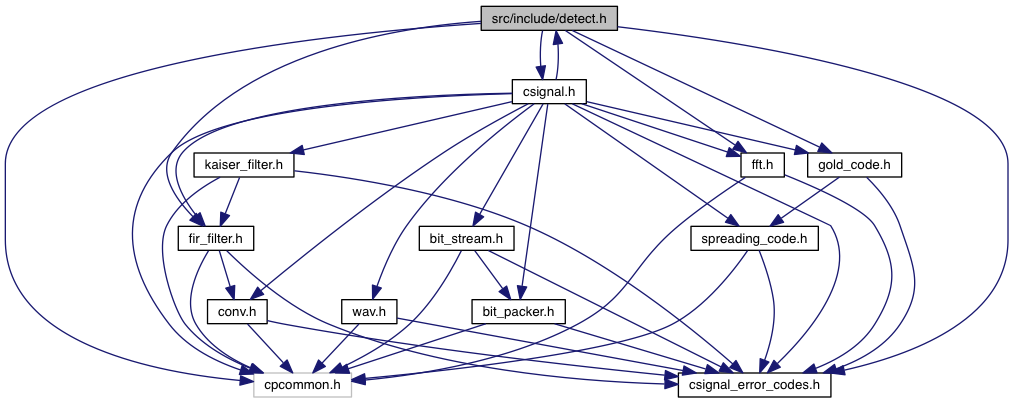 src/include/detect.h
csignal.h
kaiser_filter.h
fft.h
gold_code.h
fir_filter.h
bit_stream.h
spreading_code.h
conv.h
wav.h
bit_packer.h
cpcommon.h
csignal_error_codes.h